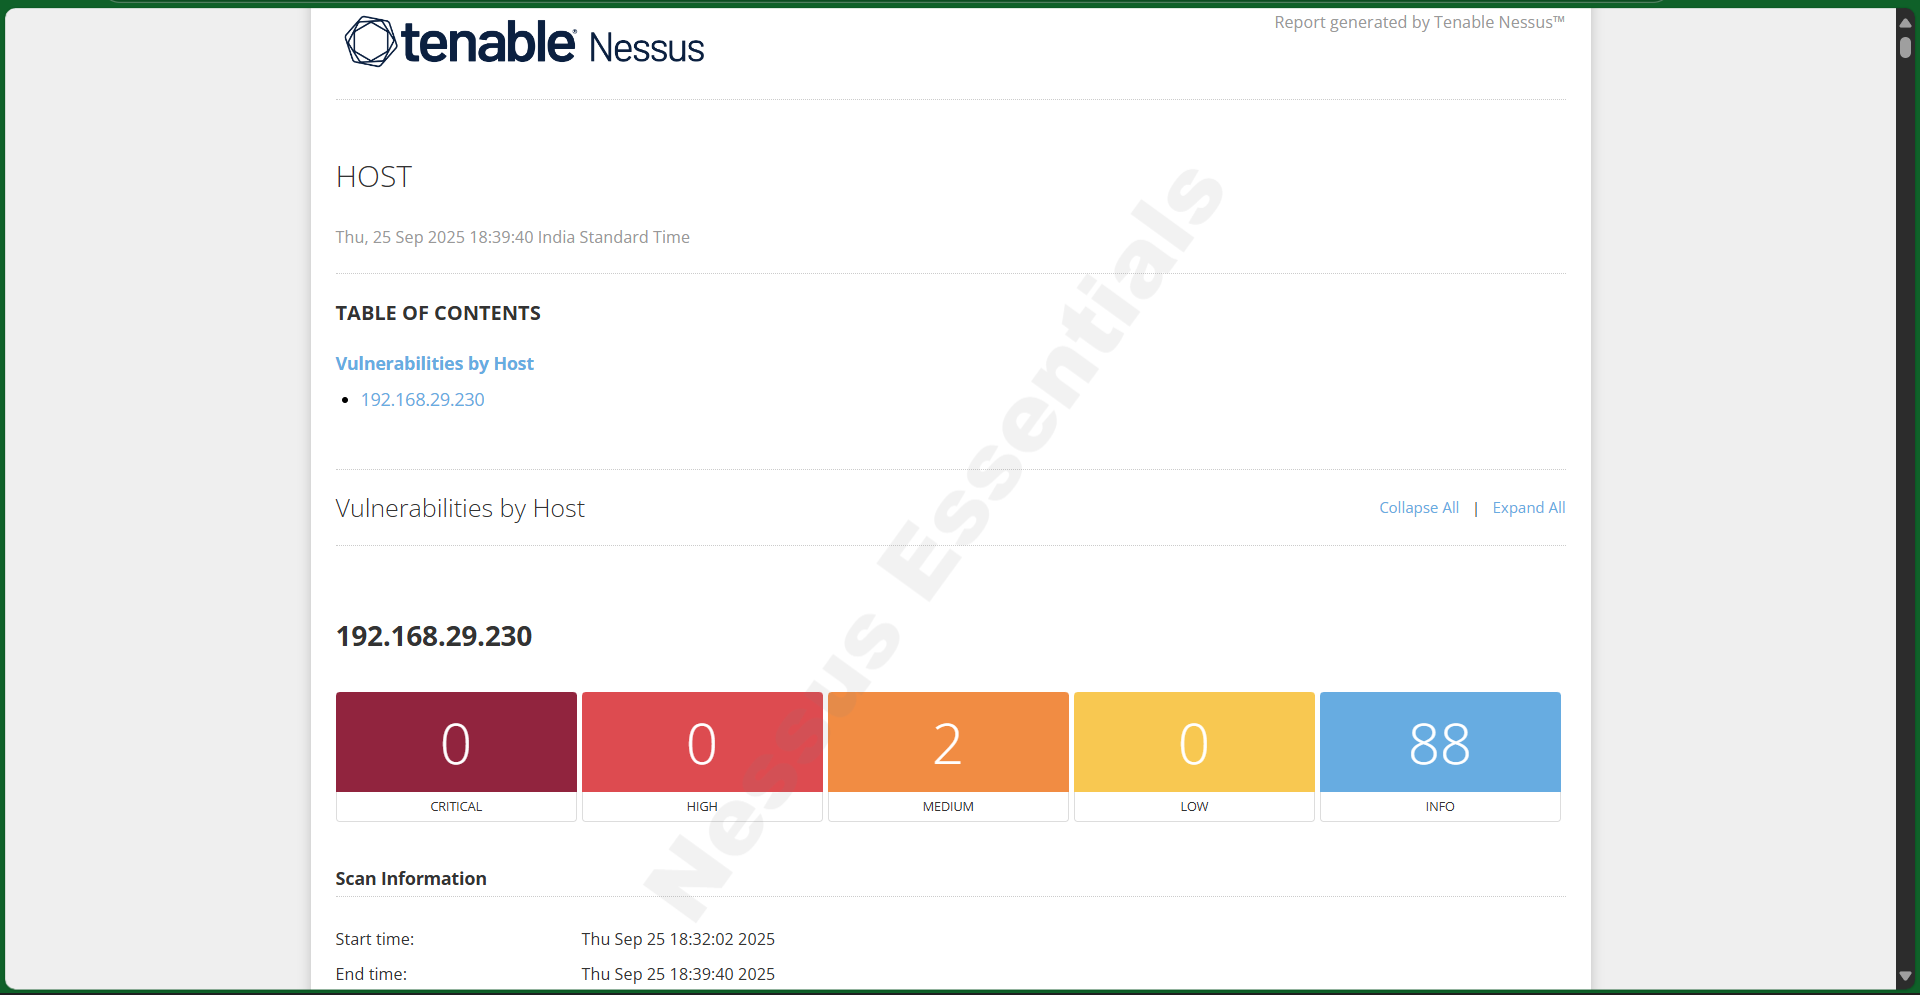 tenable® Nessus
Report generated by Tenable Nessus™
HOST
Thu, 25 Sep 2025 18:39:40 India Standard Time
TABLE OF CONTENTS
Vulnerabilities by Host
• 192.168.29.230
Vulnerabilities by Host
Collapse All | Expand All
192.168.29.230
0 0 2 0 88
CRITICAL HIGH MEDIUM LOW INFO
Scan Information
Start time: Thu Sep 25 18:32:02 2025
End time: Thu Sep 25 18:39:40 2025
Nessus Essentials